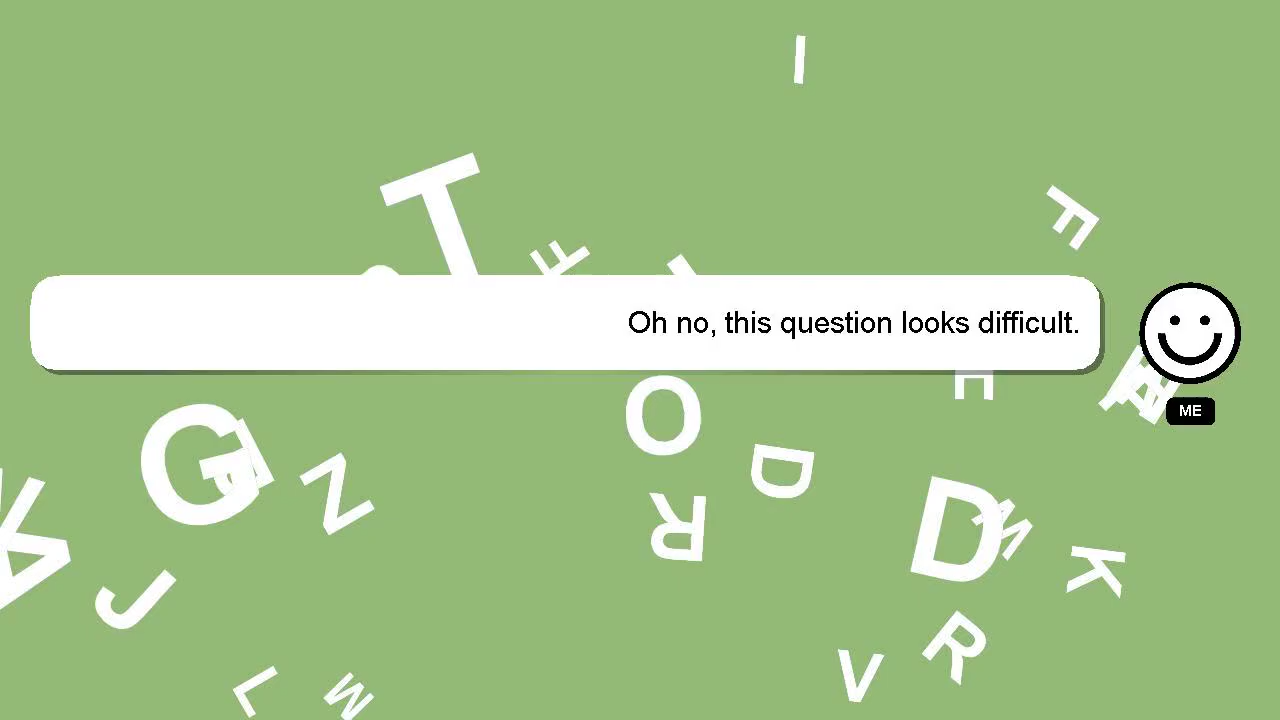 I
T
F
F
Oh no, this question looks difficult.
ME
H
O
G
N
D
R
D
M
K
J
R
V
L
M